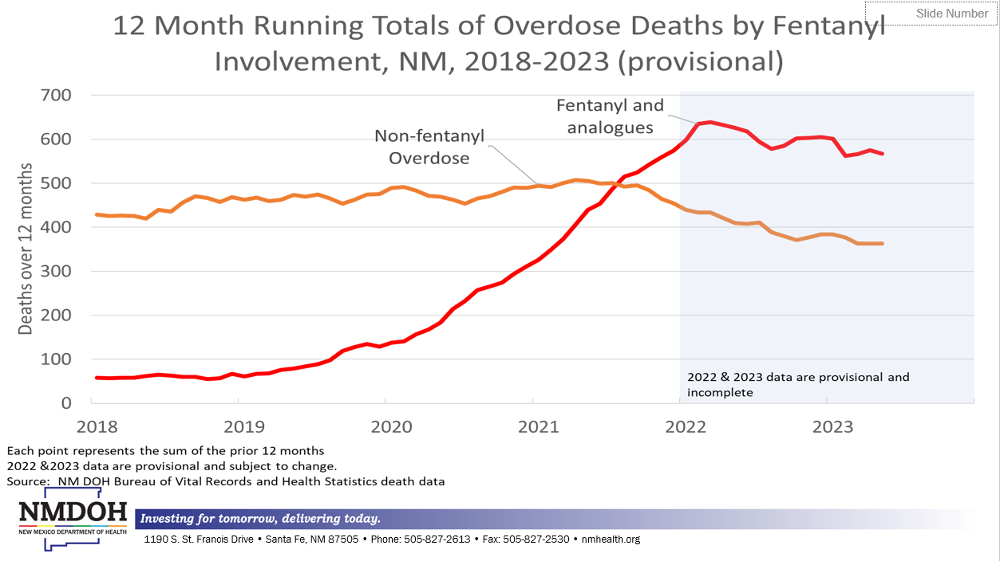 Slide Number
12 Month Running Totals of Overdose Deaths by Fentanyl
Involvement, NM, 2018-2023 (provisional)
Deaths over 12 months
700
600
500
400
300
200
100
0
Non-fentanyl
Overdose
Fentanyl and
analogues
2022 & 2023 data are provisional and
incomplete
2018
2019
2020
2021
2022
2023
Each point represents the sum of the prior 12 months
2022 &2023 data are provisional and subject to change.
Source:  NM DOH Bureau of Vital Records and Health Statistics death data
NMDOH
NEW MEXICO DEPARTMENT OF HEALTH
Investing for tomorrow, delivering today.
1190 S. St. Francis Drive • Santa Fe, NM 87505 • Phone: 505-827-2613 • Fax: 505-827-2530 • nmhealth.org